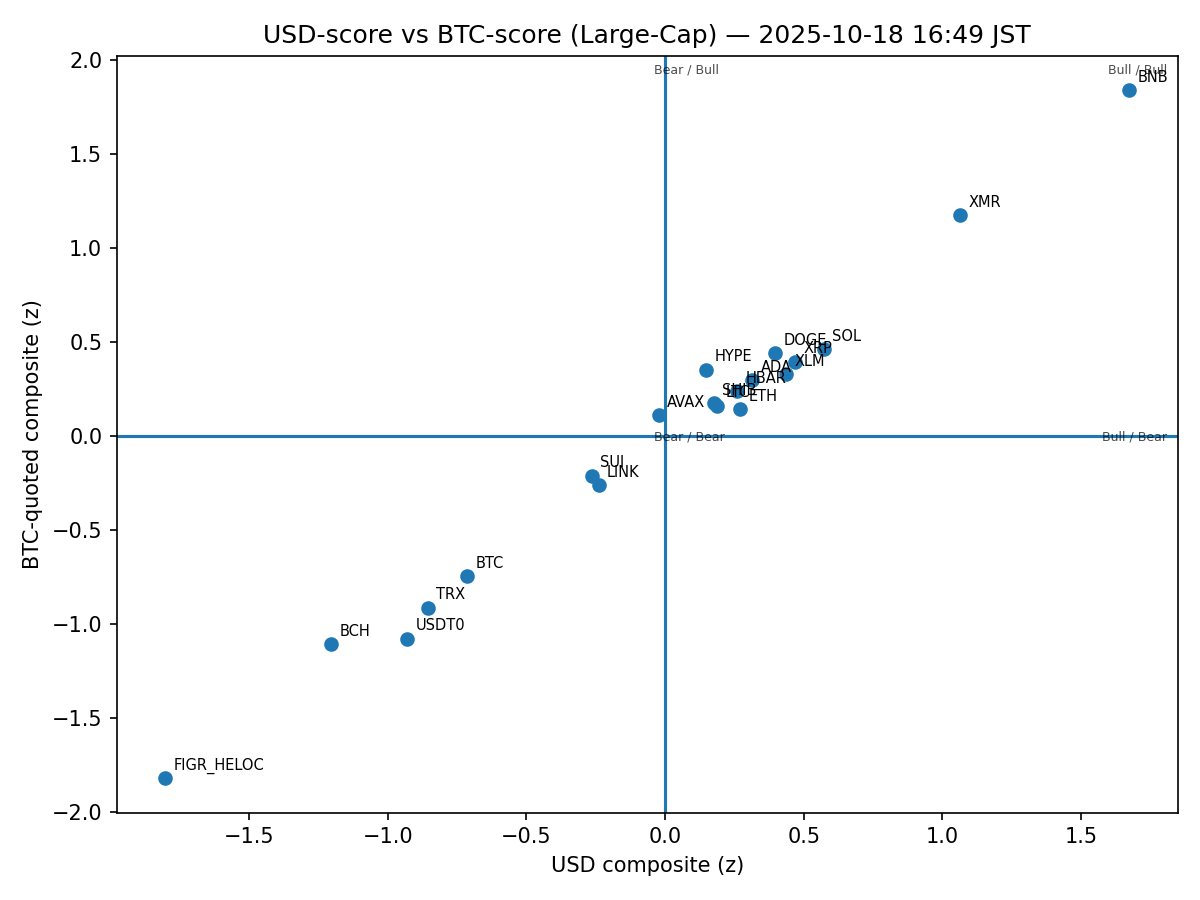 USD-score vs BTC-score (Large-Cap) — 2025-10-18 16:49 JST
Bear / Bull
Bull / Bull
BNB
XMR
SOL
DOGE
XRP
HYPE
XLM
ADA
HBAR
SHIB
LTC
ETH
AVAX
Bear / Bear
Bull / Bear
SUI
LINK
BTC
TRX
USDT0
BCH
FIGR_HELOC
2.0
1.5
1.0
0.5
0.0
−0.5
−1.0
−1.5
−2.0
BTC-quoted composite (z)
−1.5 −1.0 −0.5 0.0 0.5 1.0 1.5
USD composite (z)